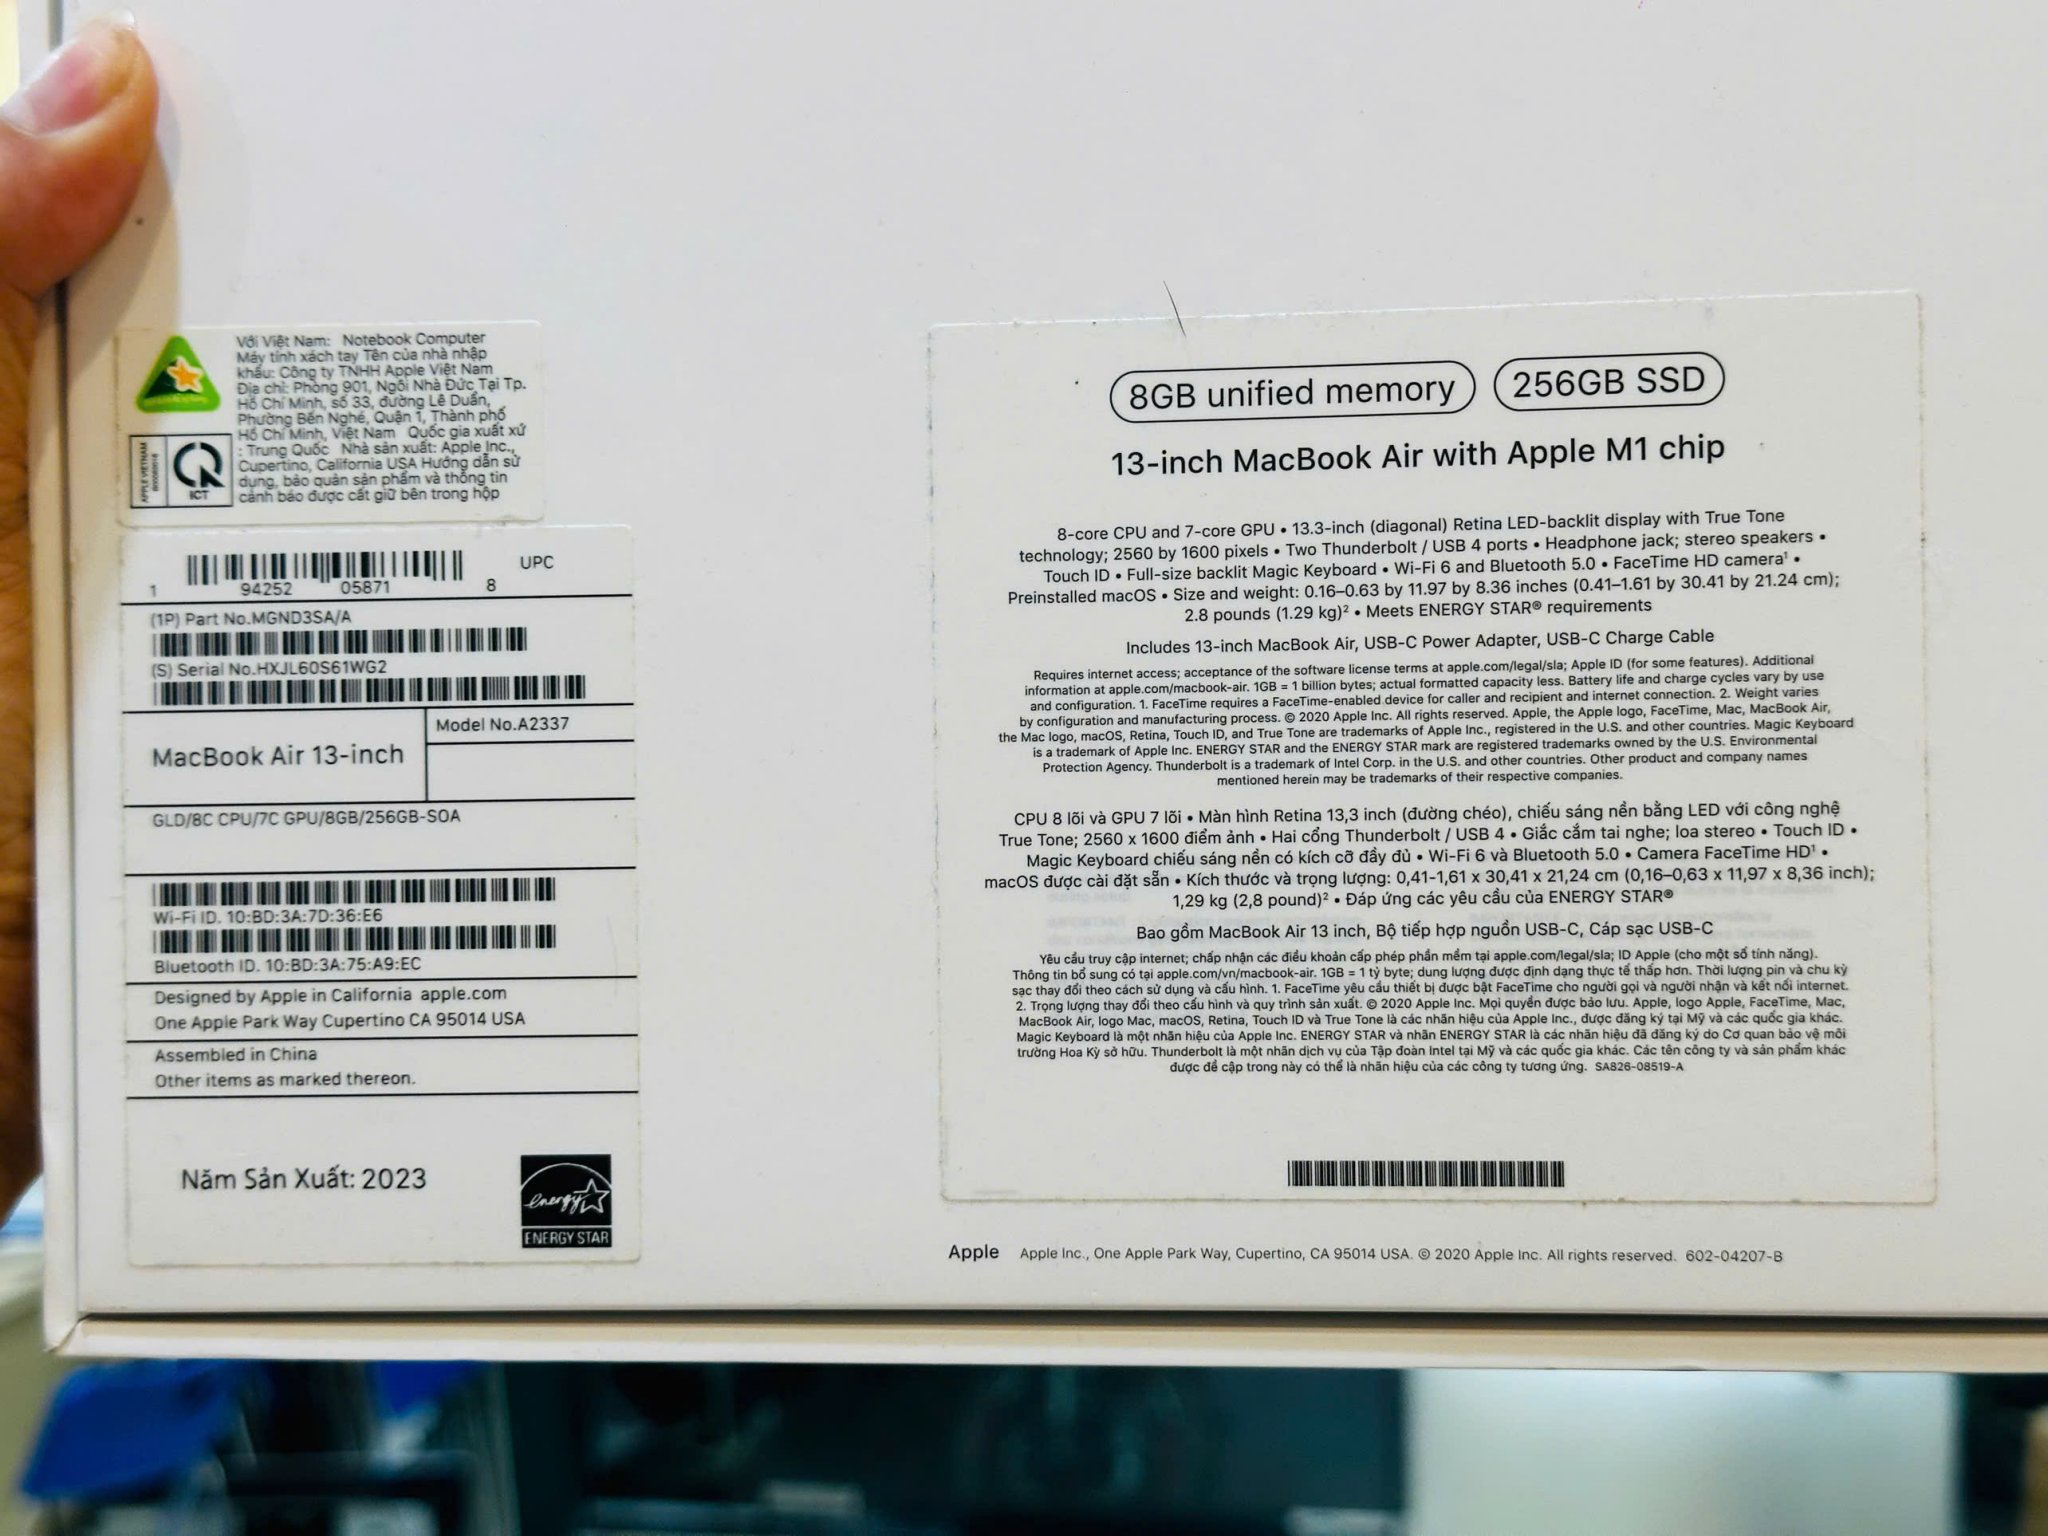 Với Việt Nam: Notebook Computer
Máy tính xách tay Tên của nhà nhập
khẩu: Công ty TNHH Apple Việt Nam
Địa chỉ: Phòng 901, Ngôi Nhà Đức Tại Tp.
Hồ Chí Minh, số 33, đường Lê Duẩn,
Phường Bến Nghé, Quận 1, Thành phố
Hồ Chí Minh, Việt Nam Quốc gia xuất xứ
: Trung Quốc Nhà sản xuất: Apple Inc.,
Cupertino, California USA Hướng dẫn sử
dụng, bảo quản sản phẩm và thông tin
cảnh báo được cất giữ bên trong hộp
APPLE VIETNAM
ICT
UPC
1 94252 05871 8
(1P) Part No.MGND3SA/A
(S) Serial No.HXJL60S61WG2
Model No.A2337
MacBook Air 13-inch
GLD/8C CPU/7C GPU/8GB/256GB-SOA
Wi-Fi ID. 10:BD:3A:7D:36:E6
Bluetooth ID. 10:BD:3A:75:A9:EC
Designed by Apple in California apple.com
One Apple Park Way Cupertino CA 95014 USA
Assembled in China
Other items as marked thereon.
Năm Sản Xuất: 2023
energy
ENERGY STAR
8GB unified memory 256GB SSD
13-inch MacBook Air with Apple M1 chip
8-core CPU and 7-core GPU • 13.3-inch (diagonal) Retina LED-backlit display with True Tone
technology; 2560 by 1600 pixels • Two Thunderbolt / USB 4 ports • Headphone jack; stereo speakers •
Touch ID • Full-size backlit Magic Keyboard • Wi-Fi 6 and Bluetooth 5.0 • FaceTime HD camera¹ •
Preinstalled macOS • Size and weight: 0.16–0.63 by 11.97 by 8.36 inches (0.41–1.61 by 30.41 by 21.24 cm);
2.8 pounds (1.29 kg)² • Meets ENERGY STAR® requirements
Includes 13-inch MacBook Air, USB-C Power Adapter, USB-C Charge Cable
Requires internet access; acceptance of the software license terms at apple.com/legal/sla; Apple ID (for some features). Additional
information at apple.com/macbook-air. 1GB = 1 billion bytes; actual formatted capacity less. Battery life and charge cycles vary by use
and configuration. 1. FaceTime requires a FaceTime-enabled device for caller and recipient and internet connection. 2. Weight varies
by configuration and manufacturing process. © 2020 Apple Inc. All rights reserved. Apple, the Apple logo, FaceTime, Mac, MacBook Air,
the Mac logo, macOS, Retina, Touch ID, and True Tone are trademarks of Apple Inc., registered in the U.S. and other countries. Magic Keyboard
is a trademark of Apple Inc. ENERGY STAR and the ENERGY STAR mark are registered trademarks owned by the U.S. Environmental
Protection Agency. Thunderbolt is a trademark of Intel Corp. in the U.S. and other countries. Other product and company names
mentioned herein may be trademarks of their respective companies.
CPU 8 lõi và GPU 7 lõi • Màn hình Retina 13,3 inch (đường chéo), chiếu sáng nền bằng LED với công nghệ
True Tone; 2560 x 1600 điểm ảnh • Hai cổng Thunderbolt / USB 4 • Giắc cắm tai nghe; loa stereo • Touch ID •
Magic Keyboard chiếu sáng nền có kích cỡ đầy đủ • Wi-Fi 6 và Bluetooth 5.0 • Camera FaceTime HD¹ •
macOS được cài đặt sẵn • Kích thước và trọng lượng: 0,41-1,61 x 30,41 x 21,24 cm (0,16–0,63 x 11,97 x 8,36 inch);
1,29 kg (2,8 pound)² • Đáp ứng các yêu cầu của ENERGY STAR®
Bao gồm MacBook Air 13 inch, Bộ tiếp hợp nguồn USB-C, Cáp sạc USB-C
Yêu cầu truy cập internet; chấp nhận các điều khoản cấp phép phần mềm tại apple.com/legal/sla; ID Apple (cho một số tính năng).
Thông tin bổ sung có tại apple.com/vn/macbook-air. 1GB = 1 tỷ byte; dung lượng được định dạng thực tế thấp hơn. Thời lượng pin và chu kỳ
sạc thay đổi theo cách sử dụng và cấu hình. 1. FaceTime yêu cầu thiết bị được bật FaceTime cho người gọi và người nhận và kết nối internet.
2. Trọng lượng thay đổi theo cấu hình và quy trình sản xuất. © 2020 Apple Inc. Mọi quyền được bảo lưu. Apple, logo Apple, FaceTime, Mac,
MacBook Air, logo Mac, macOS, Retina, Touch ID và True Tone là các nhãn hiệu của Apple Inc., được đăng ký tại Mỹ và các quốc gia khác.
Magic Keyboard là một nhãn hiệu của Apple Inc. ENERGY STAR và nhãn ENERGY STAR là các nhãn hiệu đã đăng ký do Cơ quan bảo vệ môi
trường Hoa Kỳ sở hữu. Thunderbolt là một nhãn dịch vụ của Tập đoàn Intel tại Mỹ và các quốc gia khác. Các tên công ty và sản phẩm khác
được đề cập trong này có thể là nhãn hiệu của các công ty tương ứng. SA826-08519-A
Apple Apple Inc., One Apple Park Way, Cupertino, CA 95014 USA. © 2020 Apple Inc. All rights reserved. 602-04207-B